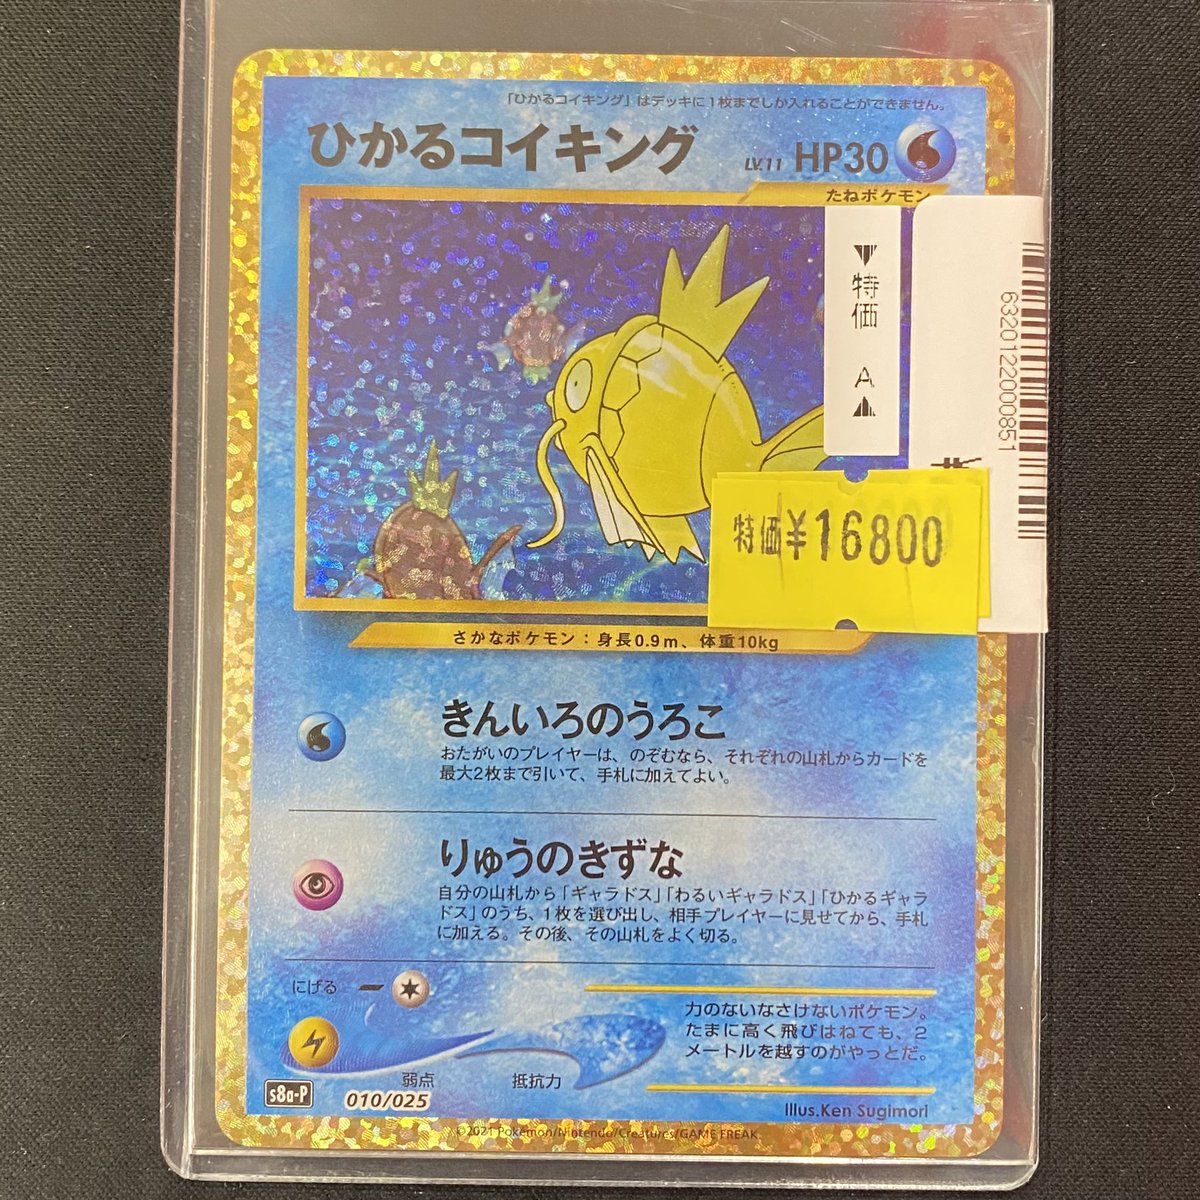 「ひかるコイキング」はデッキに1枚までしか入れることができません。
ひかるコイキング LV.11 HP30
たねポケモン
特価 A
6320122000851
特価¥16800
さかなポケモン：身長0.9m、体重10kg
きんいろのうろこ
おたがいのプレイヤーは、のぞむなら、それぞれの山札からカードを
最大2枚まで引いて、手札に加えてよい。
りゅうのきずな
自分の山札から「ギャラドス」「わるいギャラドス」「ひかるギャラ
ドス」のうち、1枚を選び出し、相手プレイヤーに見せてから、手札
に加える。その後、その山札をよく切る。
にげる
力のないなさけないポケモン。
たまに高く飛びはねても、2
メートルを越すのがやっとだ。
弱点 抵抗力
s8a-P 010/025
Illus.Ken Sugimori
©2021 Pokémon/Nintendo/Creatures/GAME FREAK.